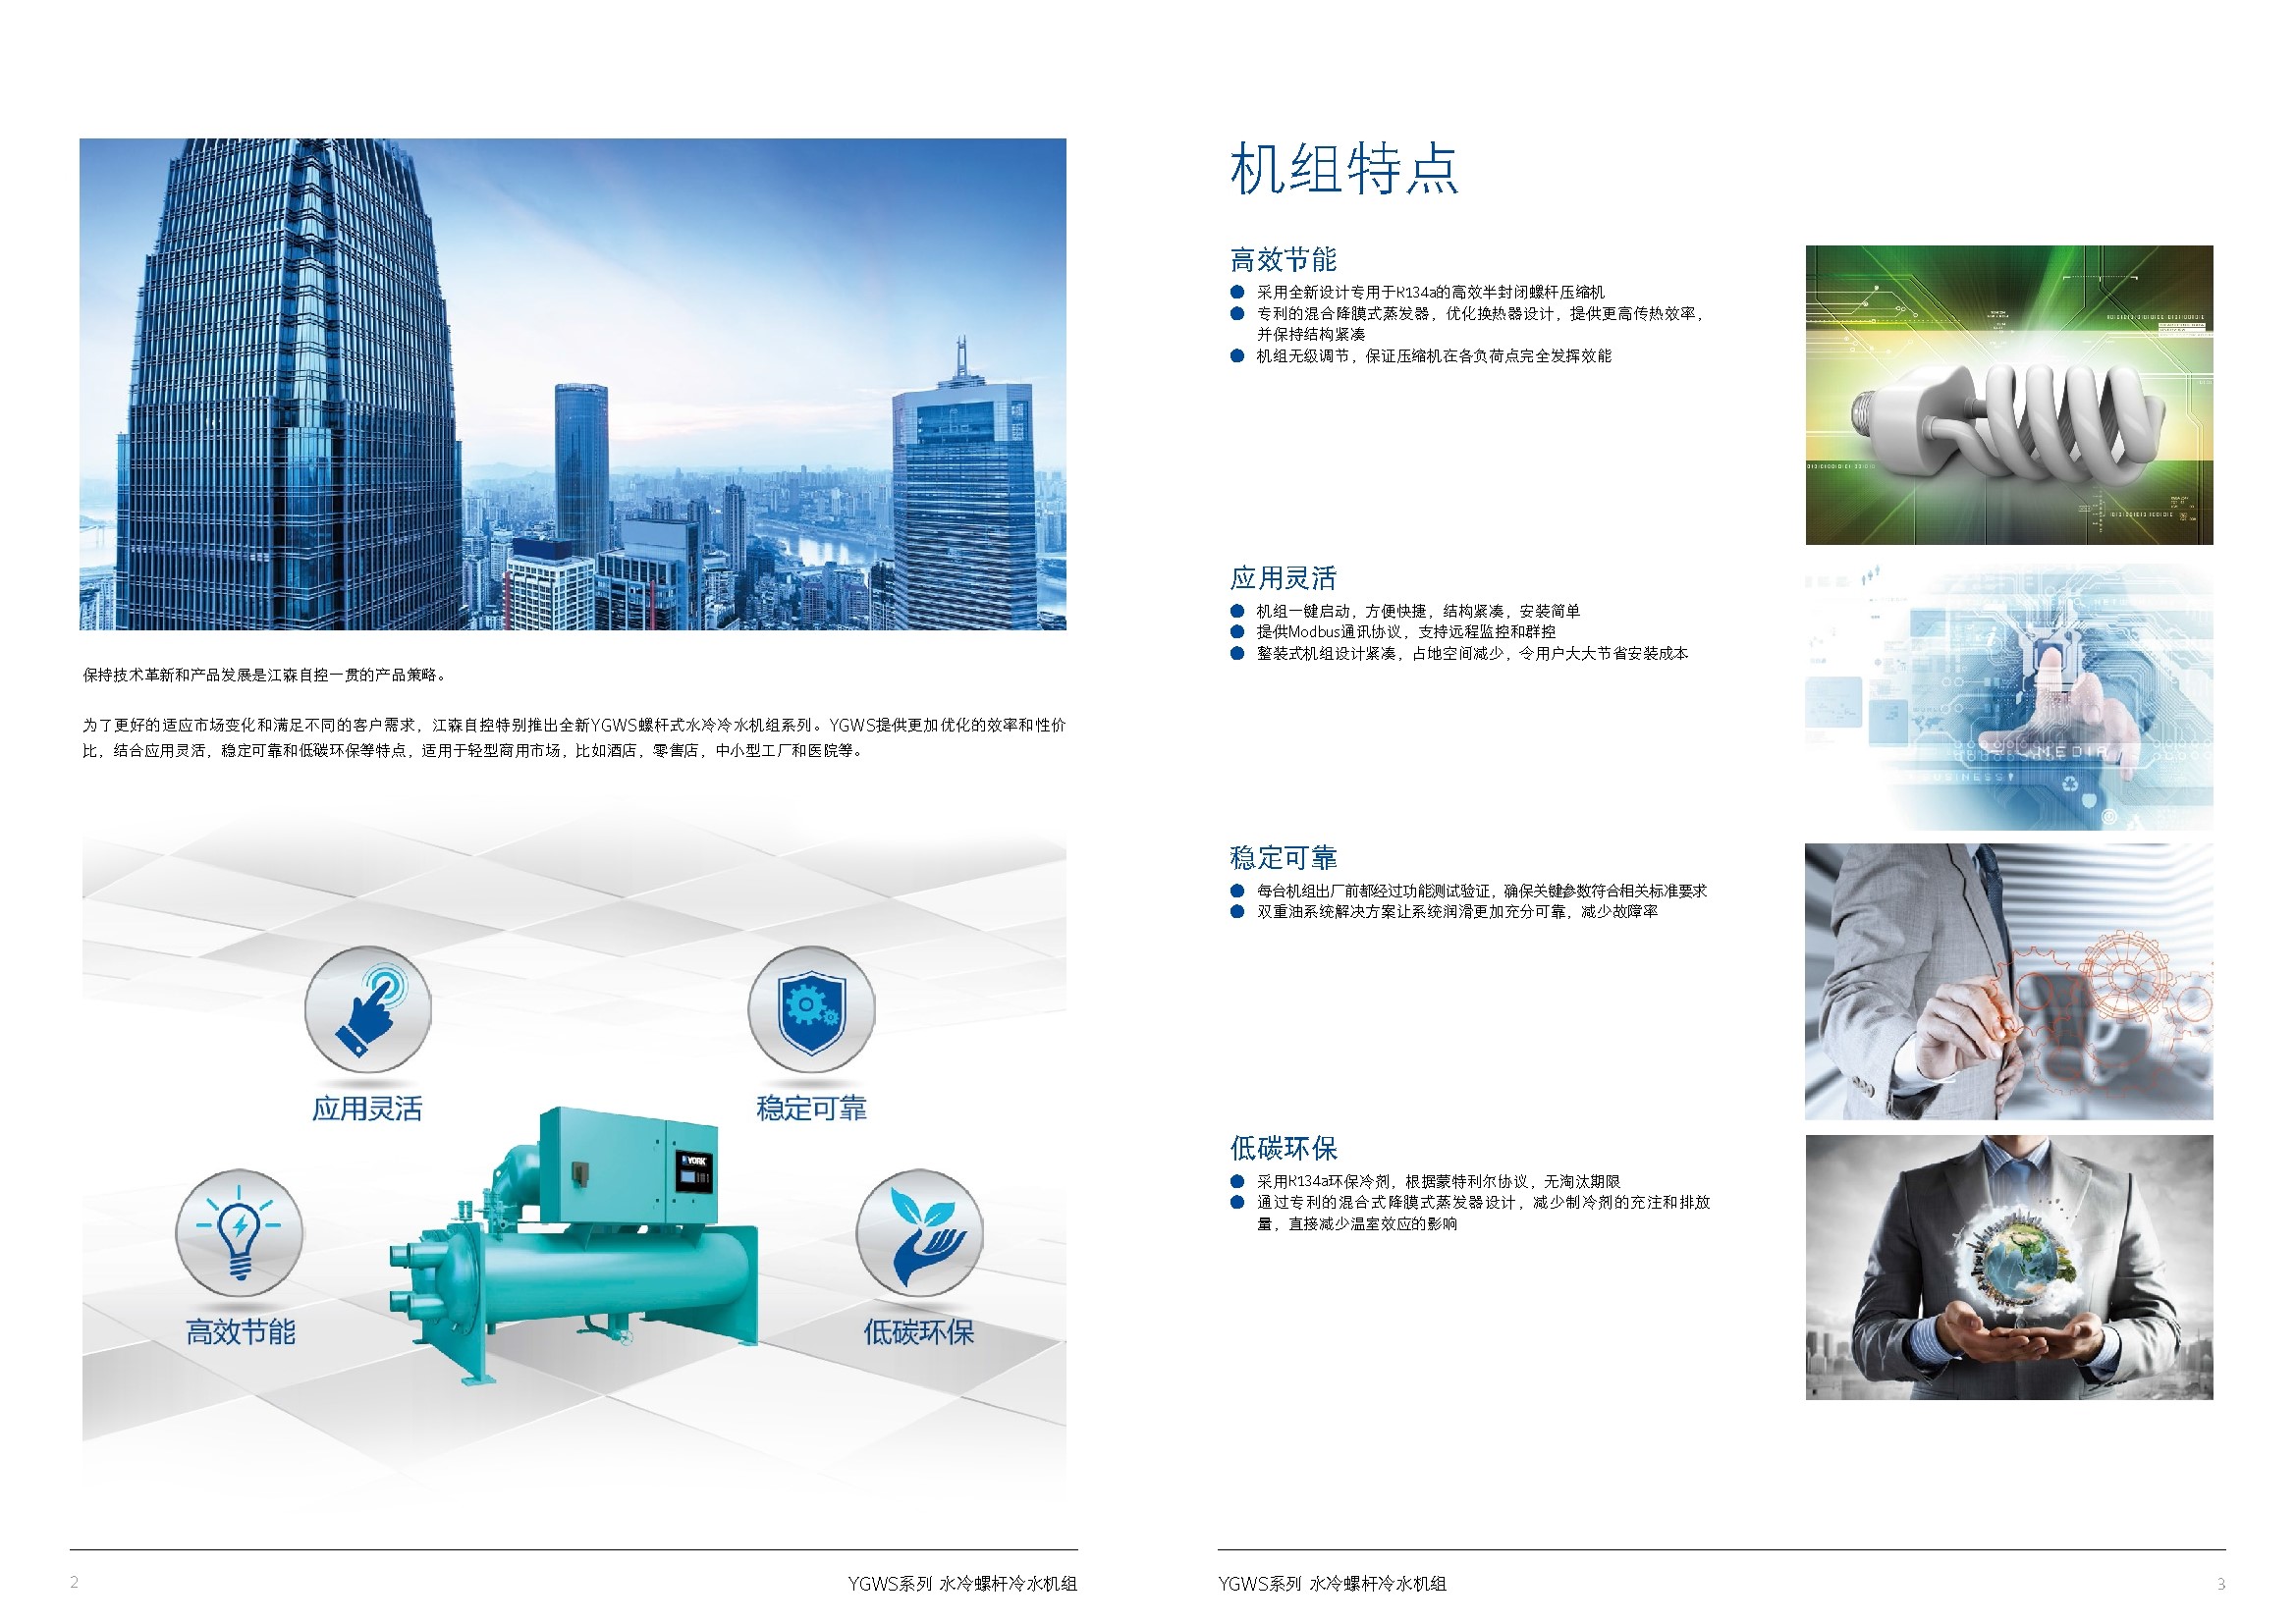 保持技术革新和产品发展是江森自控一贯的产品策略。
为了更好的适应市场变化和满足不同的客户需求，江森自控特别推出全新YGWS螺杆式水冷冷水机组系列。YGWS提供更加优化的效率和性价
比，结合应用灵活，稳定可靠和低碳环保等特点，适用于轻型商用市场，比如酒店，零售店，中小型工厂和医院等。
应用灵活
稳定可靠
YORK
高效节能
低碳环保
2
YGWS系列 水冷螺杆冷水机组
机组特点
高效节能
● 采用全新设计专用于R134a的高效半封闭螺杆压缩机
● 专利的混合降膜式蒸发器，优化换热器设计，提供更高传热效率，
并保持结构紧凑
● 机组无级调节，保证压缩机在各负荷点完全发挥效能
应用灵活
● 机组一键启动，方便快捷，结构紧凑，安装简单
● 提供Modbus通讯协议，支持远程监控和群控
● 整装式机组设计紧凑，占地空间减少，令用户大大节省安装成本
MEDIA
BUSINESS
稳定可靠
● 每台机组出厂前都经过功能测试验证，确保关键参数符合相关标准要求
● 双重油系统解决方案让系统润滑更加充分可靠，减少故障率
低碳环保
● 采用R134a环保冷剂，根据蒙特利尔协议，无淘汰期限
● 通过专利的混合式降膜式蒸发器设计，减少制冷剂的充注和排放
量，直接减少温室效应的影响
YGWS系列 水冷螺杆冷水机组
3